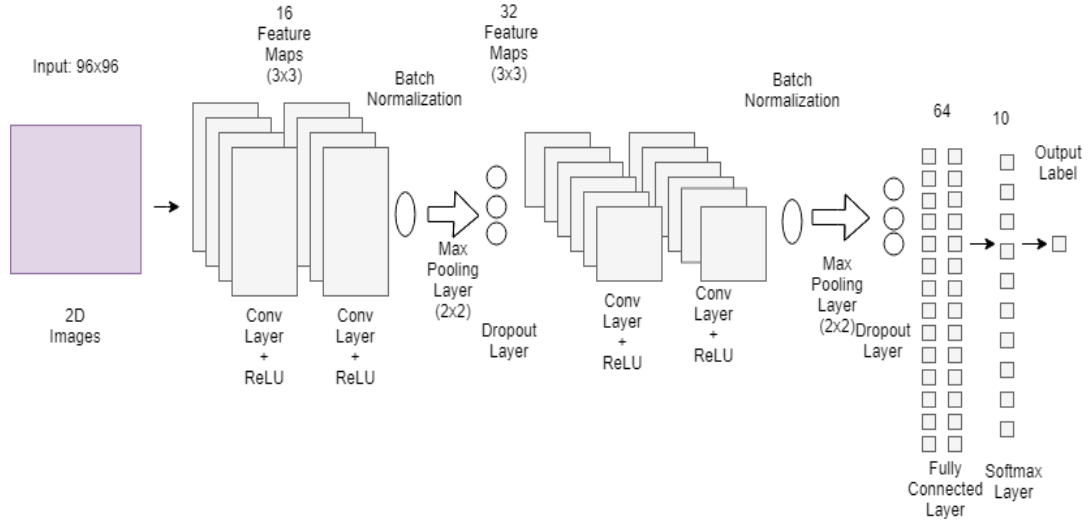 Input: 96x96
16
Feature
Maps
(3x3)
Batch
Normalization
32
Feature
Maps
(3x3)
Batch
Normalization
64
10
Output
Label
2D
Images
Conv
Layer
+
ReLU
Conv
Layer
+
ReLU
Max
Pooling
Layer
(2x2)
Dropout
Layer
Conv
Layer
+
ReLU
Conv
Layer
+
ReLU
Max
Pooling
Layer
(2x2)
Dropout
Layer
Fully
Connected
Layer
Softmax
Layer